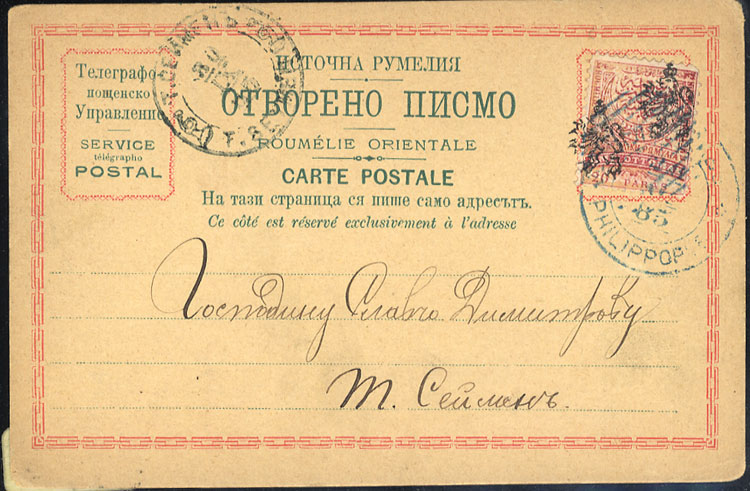 Телеграфо-
пощенско
Управление
SERVICE
télégrapho
POSTAL
ИСТОЧНА РУМЕЛИЯ
ОТВОРЕНО ПИСМО
ROUMÉLIE ORIENTALE
CARTE POSTALE
На тази страница ся пише само адресътъ.
Ce côté est réservé exclusivement à l'adresse
85
PHILIPPOP
Господину Славчо Димитрову
Т. Сейменъ.